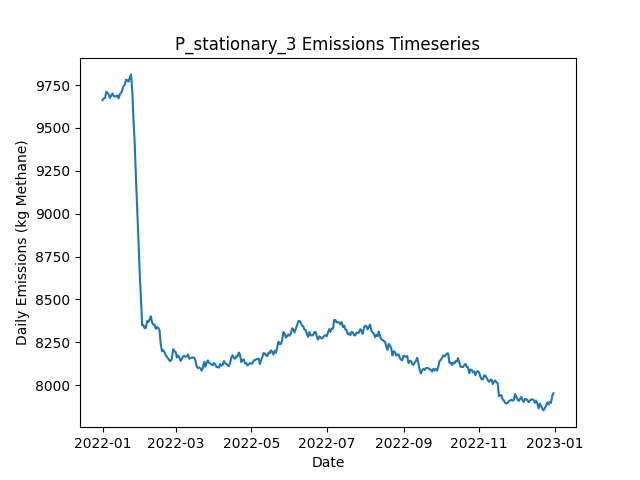 P_stationary_3 Emissions Timeseries
Daily Emissions (kg Methane)
9750
9500
9250
9000
8750
8500
8250
8000
2022-01 2022-03 2022-05 2022-07 2022-09 2022-11 2023-01
Date